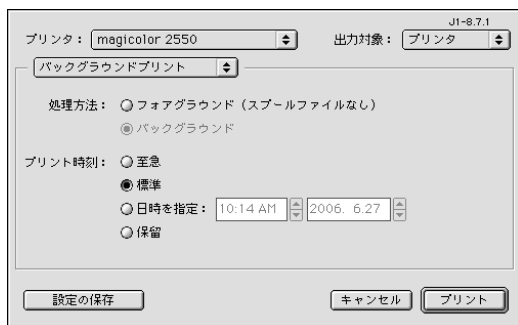 J1-8.7.1
プリンタ： magicolor 2550 出力対象： プリンタ
バックグラウンドプリント
処理方法： フォアグラウンド（スプールファイルなし）
バックグラウンド
プリント時刻： 至急
標準
日時を指定： 10:14 AM 2006. 6.27
保留
設定の保存 キャンセル プリント